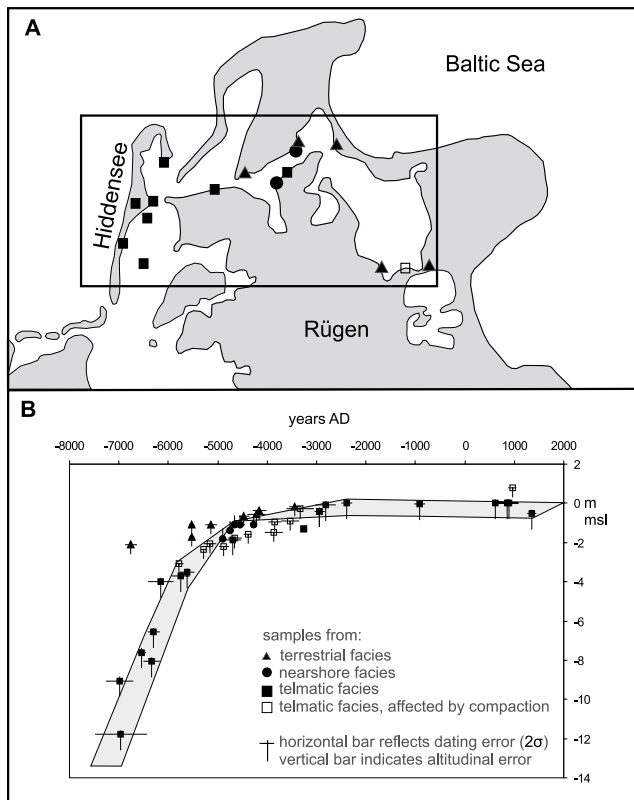 A
Baltic Sea
Hiddensee
Rügen
B
years AD
-8000 -7000 -6000 -5000 -4000 -3000 -2000 -1000 0 1000 2000
2
0 m
msl
-2
-4
-6
-8
-10
-12
-14
samples from:
terrestrial facies
nearshore facies
telmatic facies
telmatic facies, affected by compaction
horizontal bar reflects dating error (2σ)
vertical bar indicates altitudinal error